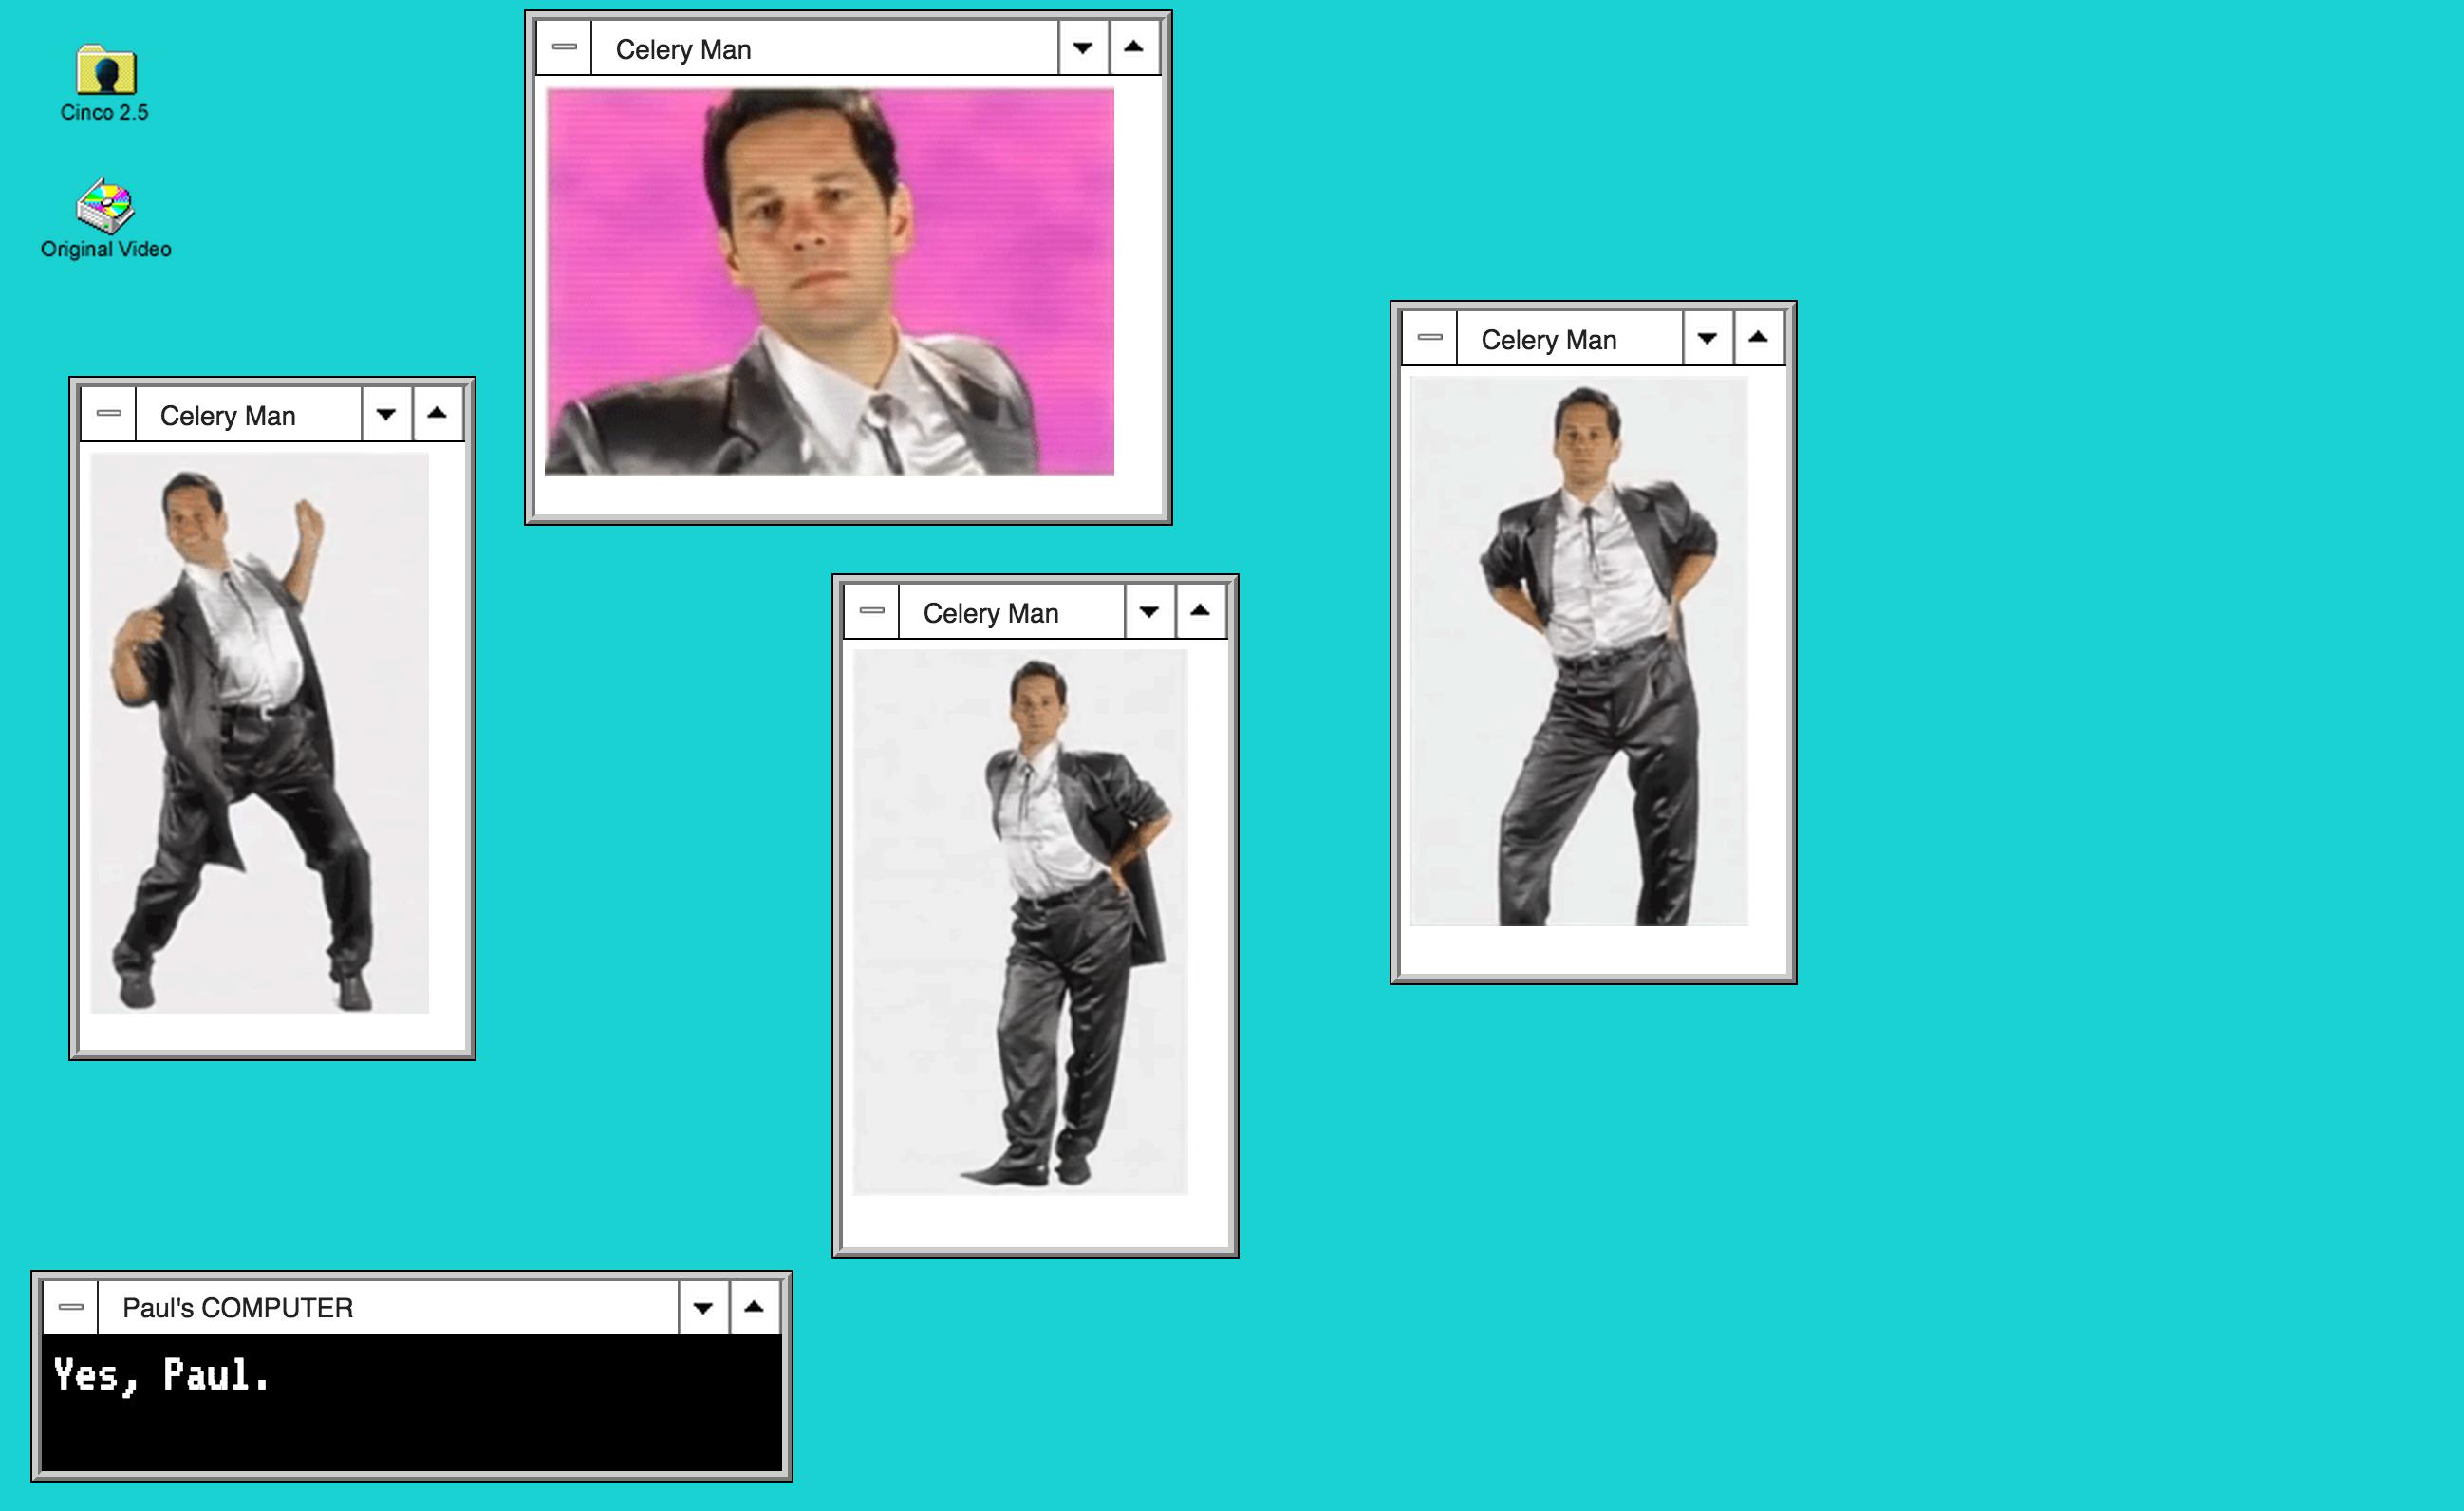 Cinco 2.5
Original Video
Celery Man
Celery Man
Celery Man
Celery Man
Paul's COMPUTER
Yes, Paul.